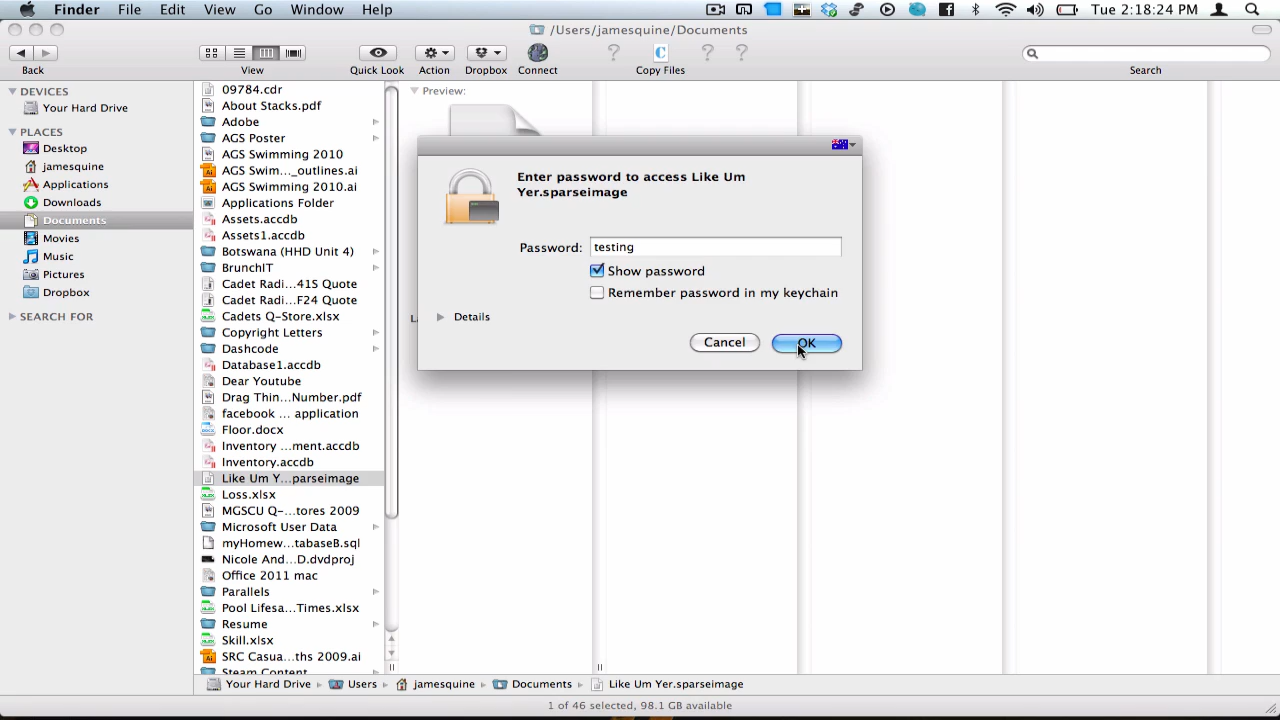 Finder File Edit View Go Window Help Tue 2:18:24 PM
/Users/jamesquine/Documents
Back View Quick Look Action Dropbox Connect Copy Files Search
DEVICES
Your Hard Drive
PLACES
Desktop
jamesquine
Applications
Downloads
Documents
Movies
Music
Pictures
Dropbox
SEARCH FOR
09784.cdr
About Stacks.pdf
Adobe
AGS Poster
AGS Swimming 2010
AGS Swim..._outlines.ai
AGS Swimming 2010.ai
Applications Folder
Assets.accdb
Assets1.accdb
Botswana (HHD Unit 4)
BrunchIT
Cadet Radi...41S Quote
Cadet Radi...F24 Quote
Cadets Q-Store.xlsx
Copyright Letters
Dashcode
Database1.accdb
Dear Youtube
Drag Thin...Number.pdf
facebook ... application
Floor.docx
Inventory ...ment.accdb
Inventory.accdb
Like Um Y...parseimage
Loss.xlsx
MGSCU Q-...tores 2009
Microsoft User Data
myHomew...tabaseB.sql
Nicole And...D.dvdproj
Office 2011 mac
Parallels
Pool Lifesa...Times.xlsx
Resume
Skill.xlsx
SRC Casua...ths 2009.ai
Steam Content
Preview:
Enter password to access Like Um
Yer.sparseimage
Password: testing
Show password
Remember password in my keychain
Details
Cancel OK
Your Hard Drive Users jamesquine Documents Like Um Yer.sparseimage
1 of 46 selected, 98.1 GB available